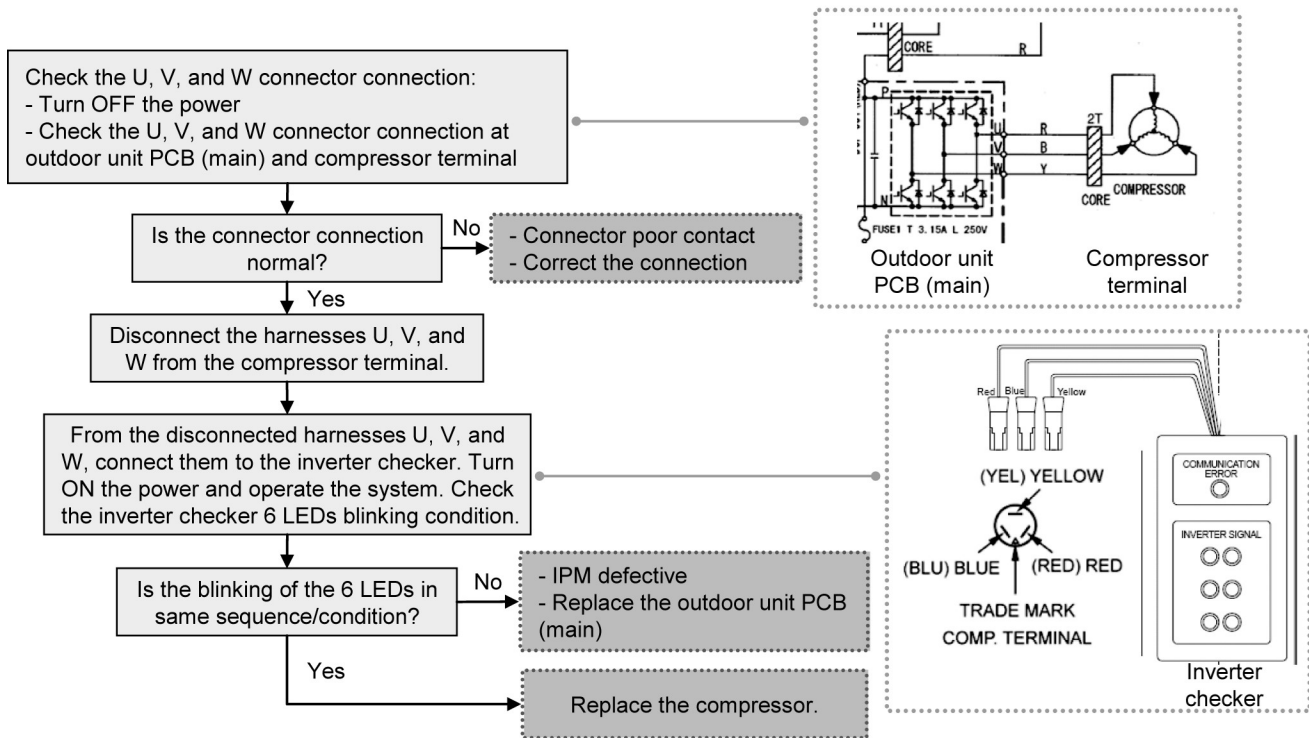 Check the U, V, and W connector connection:
- Turn OFF the power
- Check the U, V, and W connector connection at
outdoor unit PCB (main) and compressor terminal
Is the connector connection
normal?
No
- Connector poor contact
- Correct the connection
Yes
Disconnect the harnesses U, V, and
W from the compressor terminal.
From the disconnected harnesses U, V, and
W, connect them to the inverter checker. Turn
ON the power and operate the system. Check
the inverter checker 6 LEDs blinking condition.
Is the blinking of the 6 LEDs in
same sequence/condition?
No
- IPM defective
- Replace the outdoor unit PCB
(main)
Yes
Replace the compressor.
CORE
R
P
U
R
2T
V
B
W
Y
N
CORE
COMPRESSOR
FUSE1 T 3.15A L 250V
Outdoor unit
PCB (main)
Compressor
terminal
Red
Blue
Yellow
(YEL) YELLOW
(BLU) BLUE
(RED) RED
TRADE MARK
COMP. TERMINAL
COMMUNICATION
ERROR
INVERTER SIGNAL
Inverter
checker